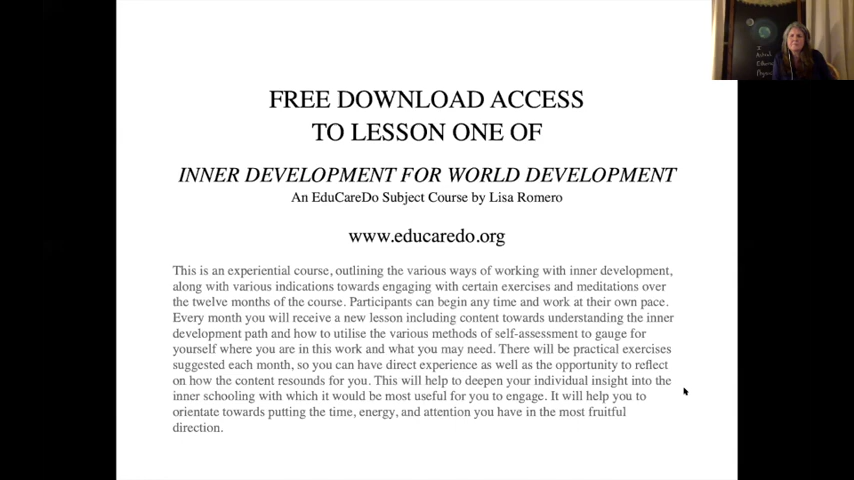 FREE DOWNLOAD ACCESS
TO LESSON ONE OF
INNER DEVELOPMENT FOR WORLD DEVELOPMENT
An EduCareDo Subject Course by Lisa Romero
www.educaredo.org
This is an experiential course, outlining the various ways of working with inner development,
along with various indications towards engaging with certain exercises and meditations over
the twelve months of the course. Participants can begin any time and work at their own pace.
Every month you will receive a new lesson including content towards understanding the inner
development path and how to utilise the various methods of self-assessment to gauge for
yourself where you are in this work and what you may need. There will be practical exercises
suggested each month, so you can have direct experience as well as the opportunity to reflect
on how the content resounds for you. This will help to deepen your individual insight into the
inner schooling with which it would be most useful for you to engage. It will help you to
orientate towards putting the time, energy, and attention you have in the most fruitful
direction.
I